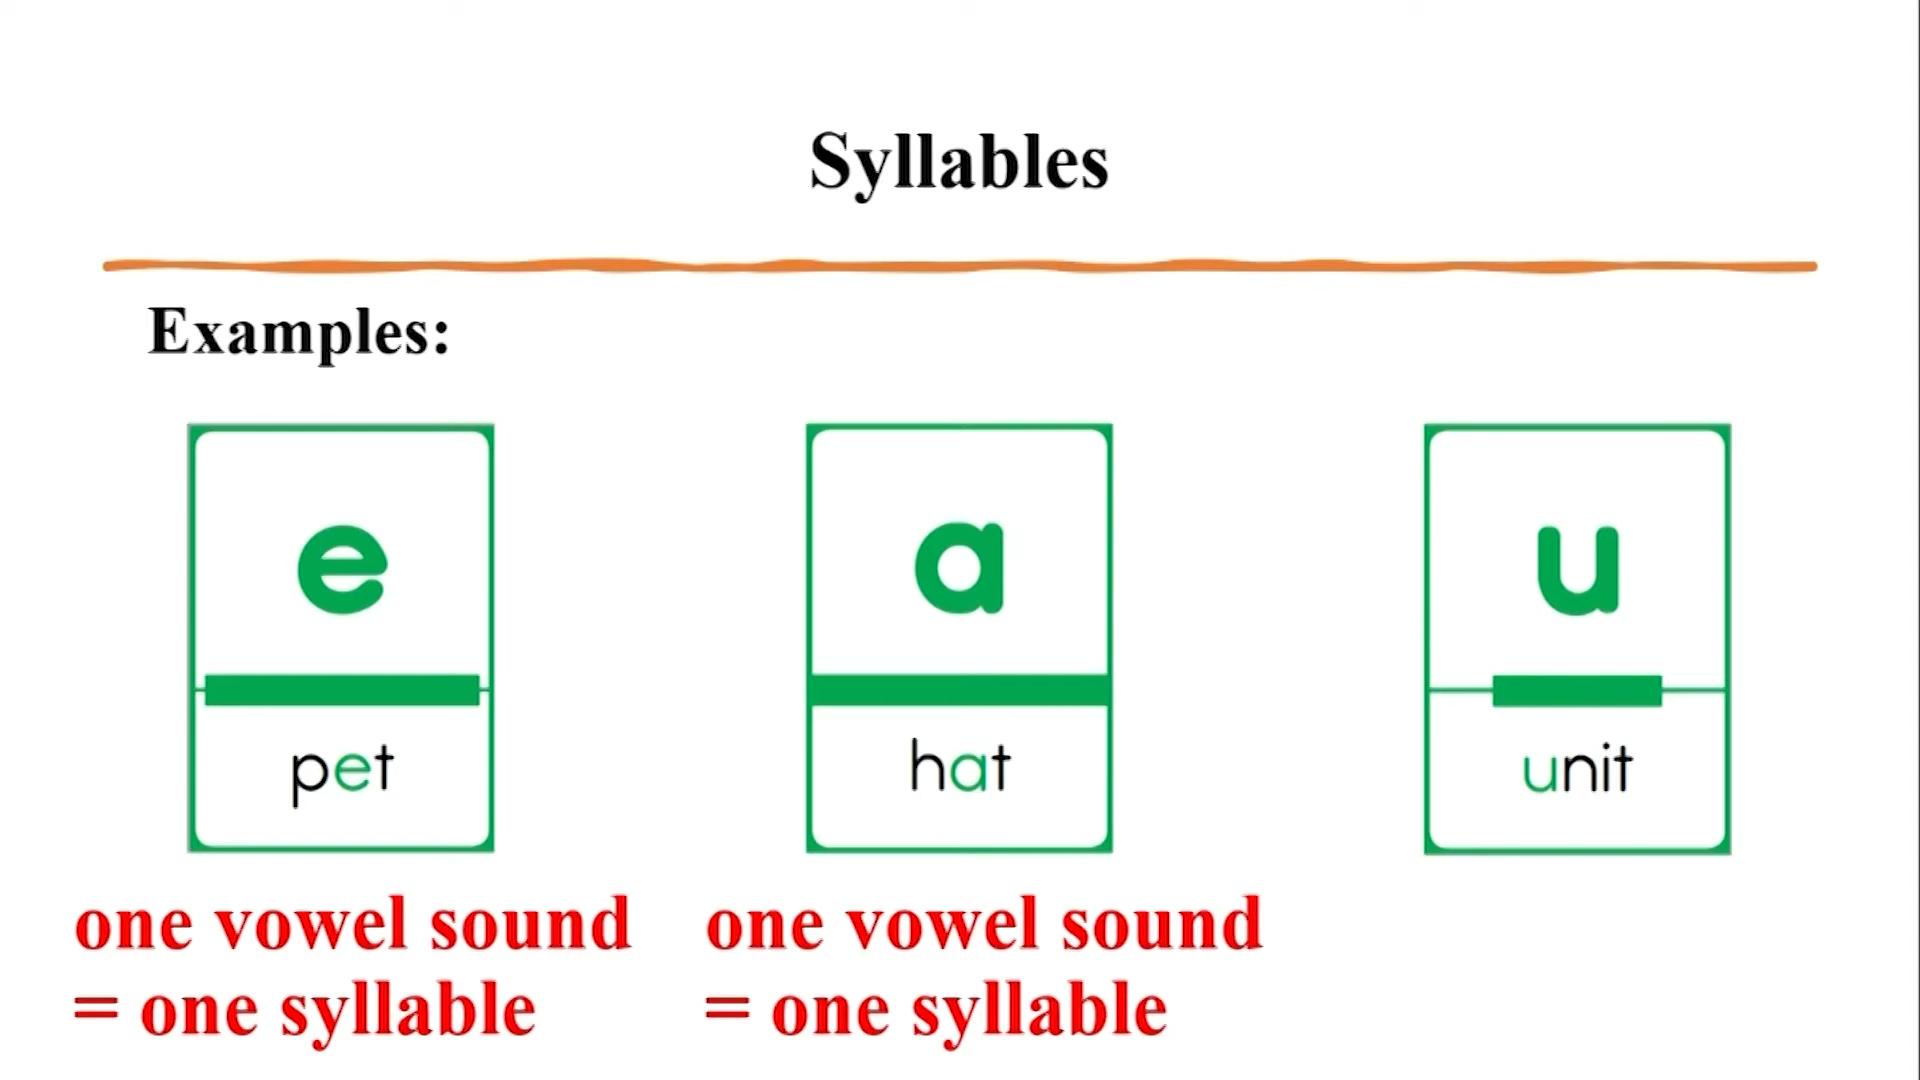 Syllables
Examples:
e
a
u
pet
hat
unit
one vowel sound
= one syllable
one vowel sound
= one syllable